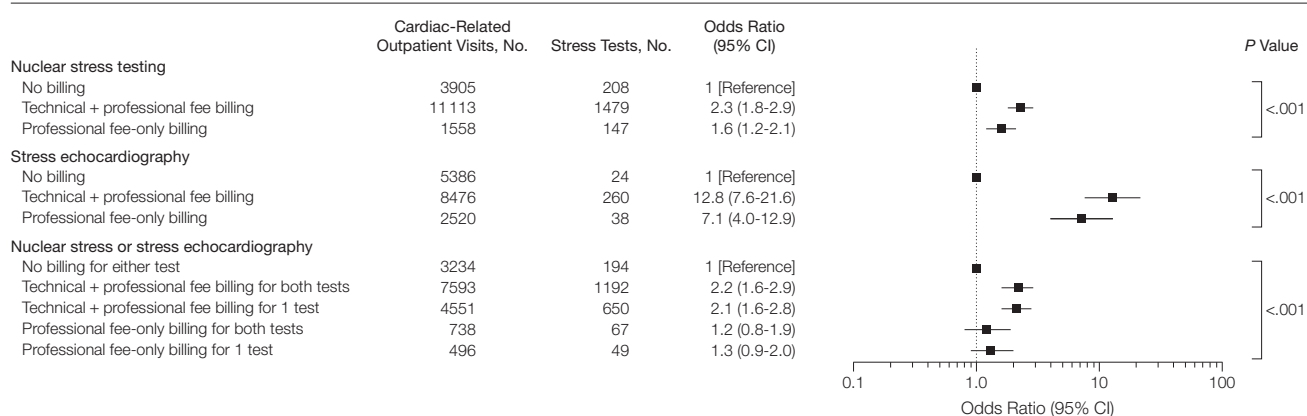 Cardiac-Related
Outpatient Visits, No. Stress Tests, No. Odds Ratio (95% CI) P Value
Nuclear stress testing
No billing 3905 208 1 [Reference]
Technical + professional fee billing 11 113 1479 2.3 (1.8-2.9) <.001
Professional fee-only billing 1558 147 1.6 (1.2-2.1)
Stress echocardiography
No billing 5386 24 1 [Reference]
Technical + professional fee billing 8476 260 12.8 (7.6-21.6) <.001
Professional fee-only billing 2520 38 7.1 (4.0-12.9)
Nuclear stress or stress echocardiography
No billing for either test 3234 194 1 [Reference]
Technical + professional fee billing for both tests 7593 1192 2.2 (1.6-2.9)
Technical + professional fee billing for 1 test 4551 650 2.1 (1.6-2.8) <.001
Professional fee-only billing for both tests 738 67 1.2 (0.8-1.9)
Professional fee-only billing for 1 test 496 49 1.3 (0.9-2.0)
0.1 1.0 10 100
Odds Ratio (95% CI)